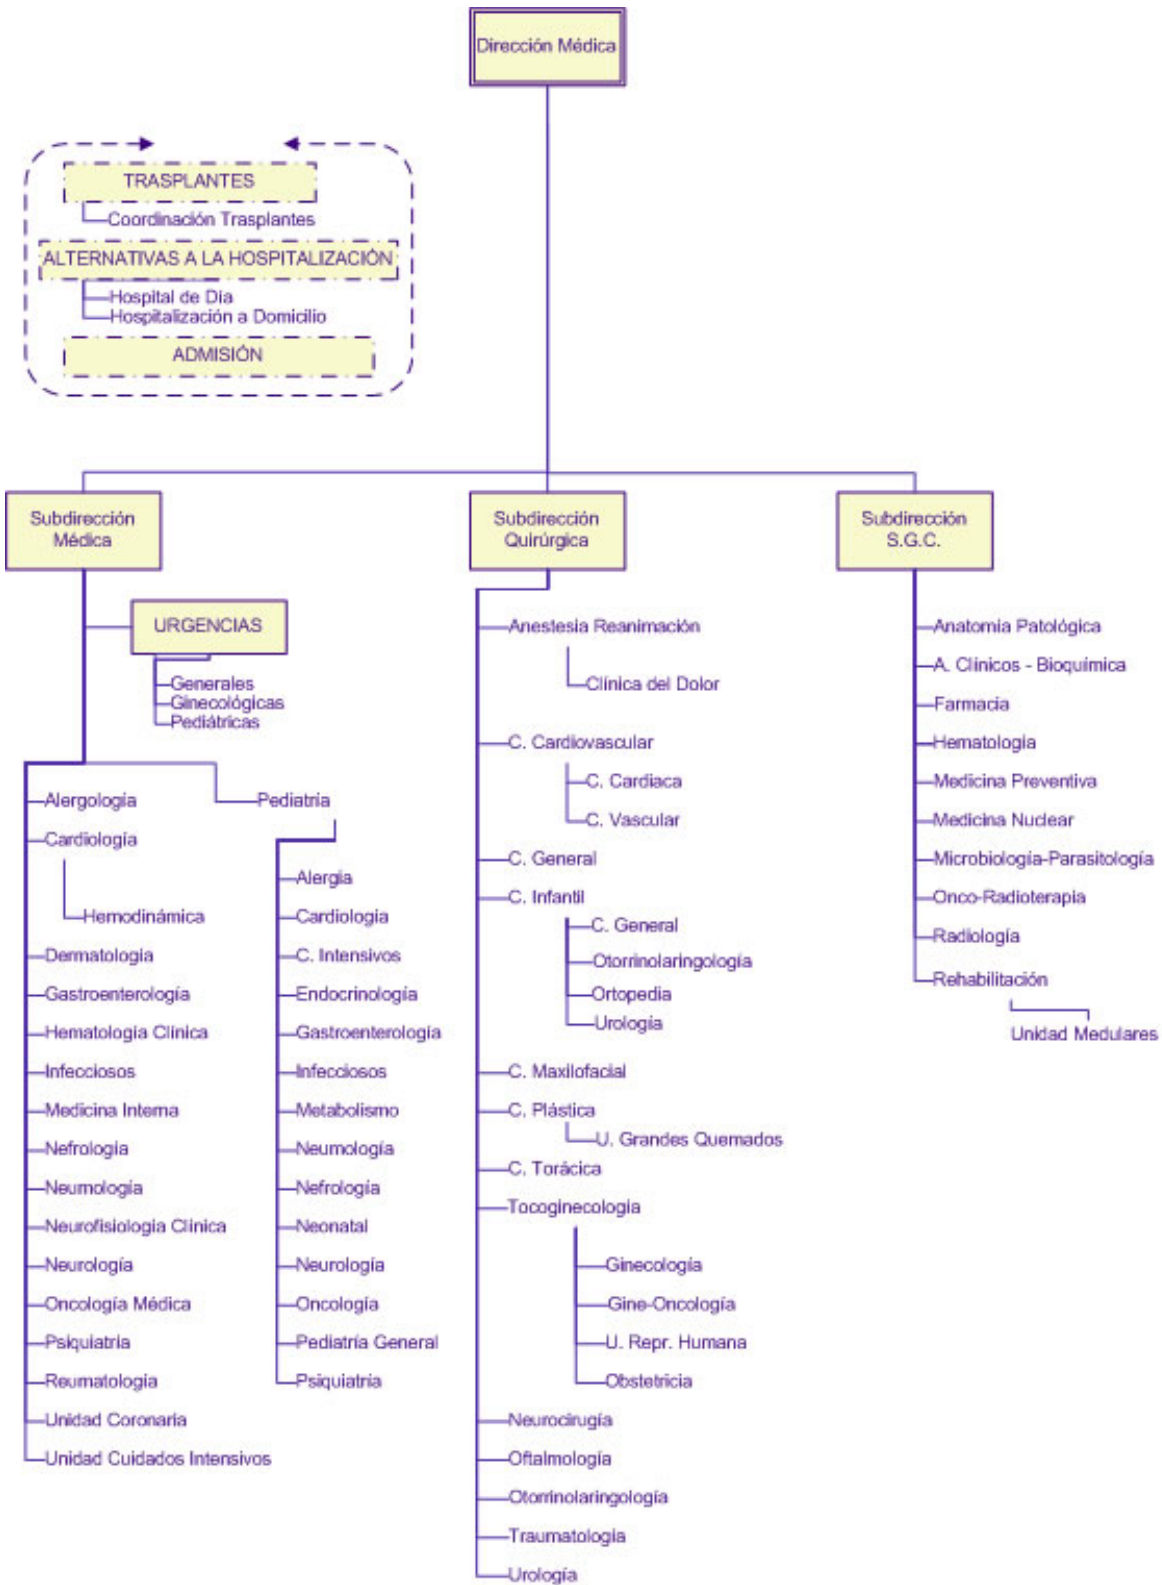 Dirección Médica
TRASPLANTES
Coordinación Trasplantes
ALTERNATIVAS A LA HOSPITALIZACIÓN
Hospital de Día
Hospitalización a Domicilio
ADMISIÓN
Subdirección
Médica
URGENCIAS
Generales
Ginecológicas
Pediátricas
Alergología
Cardiología
Hemodinámica
Dermatología
Gastroenterología
Hematología Clínica
Infecciosos
Medicina Interna
Nefrología
Neumología
Neurofisiología Clínica
Neurología
Oncología Médica
Psiquiatría
Reumatología
Unidad Coronaria
Unidad Cuidados Intensivos
Pediatría
Alergia
Cardiología
C. Intensivos
Endocrinología
Gastroenterología
Infecciosos
Metabolismo
Neumología
Nefrología
Neonatal
Neurología
Oncología
Pediatría General
Psiquiatría
Subdirección
Quirúrgica
Anestesia Reanimación
Clínica del Dolor
C. Cardiovascular
C. Cardiaca
C. Vascular
C. General
C. Infantil
C. General
Otorrinolaringología
Ortopedia
Urología
C. Maxilofacial
C. Plástica
U. Grandes Quemados
C. Torácica
Tocoginecología
Ginecología
Gine-Oncología
U. Repr. Humana
Obstetricia
Neurocirugía
Oftalmología
Otorrinolaringología
Traumatología
Urología
Subdirección
S.G.C.
Anatomía Patológica
A. Clínicos - Bioquímica
Farmacia
Hematología
Medicina Preventiva
Medicina Nuclear
Microbiología-Parasitología
Onco-Radioterapia
Radiología
Rehabilitación
Unidad Medulares